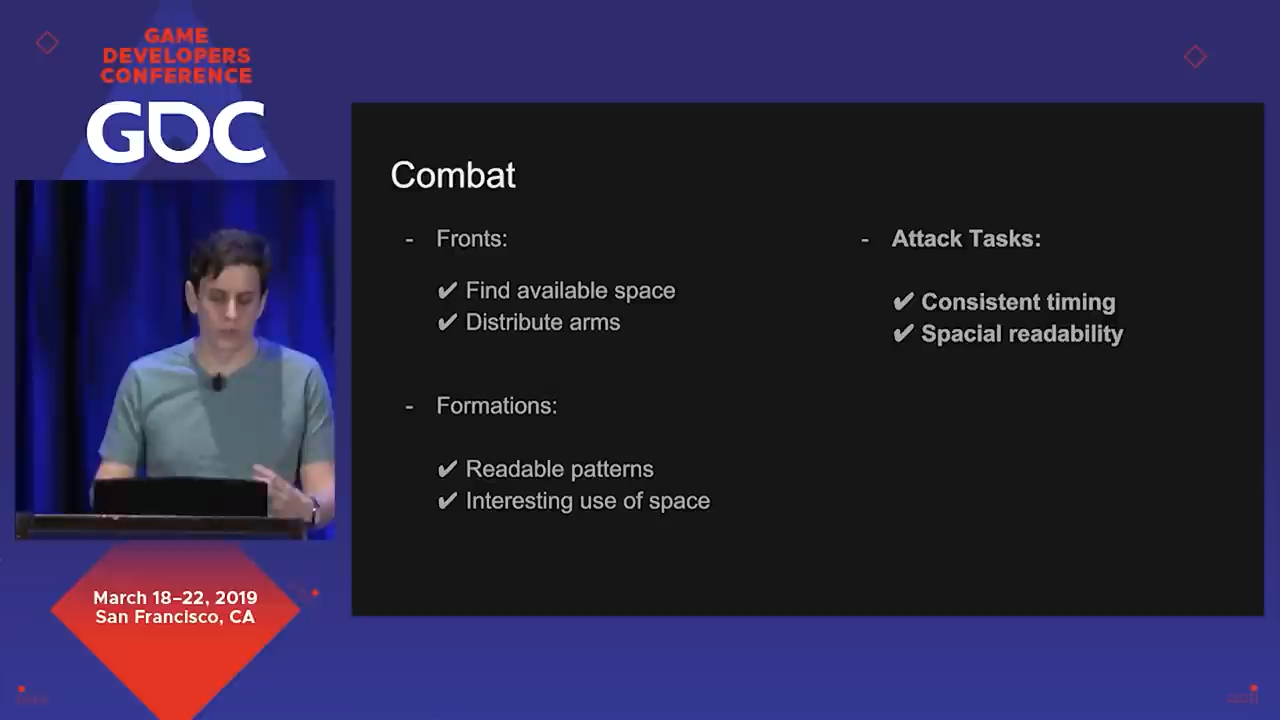 GAME
DEVELOPERS
CONFERENCE
GDC
March 18–22, 2019
San Francisco, CA
Combat
- Fronts:
✔ Find available space
✔ Distribute arms
- Formations:
✔ Readable patterns
✔ Interesting use of space
- Attack Tasks:
✔ Consistent timing
✔ Spacial readability